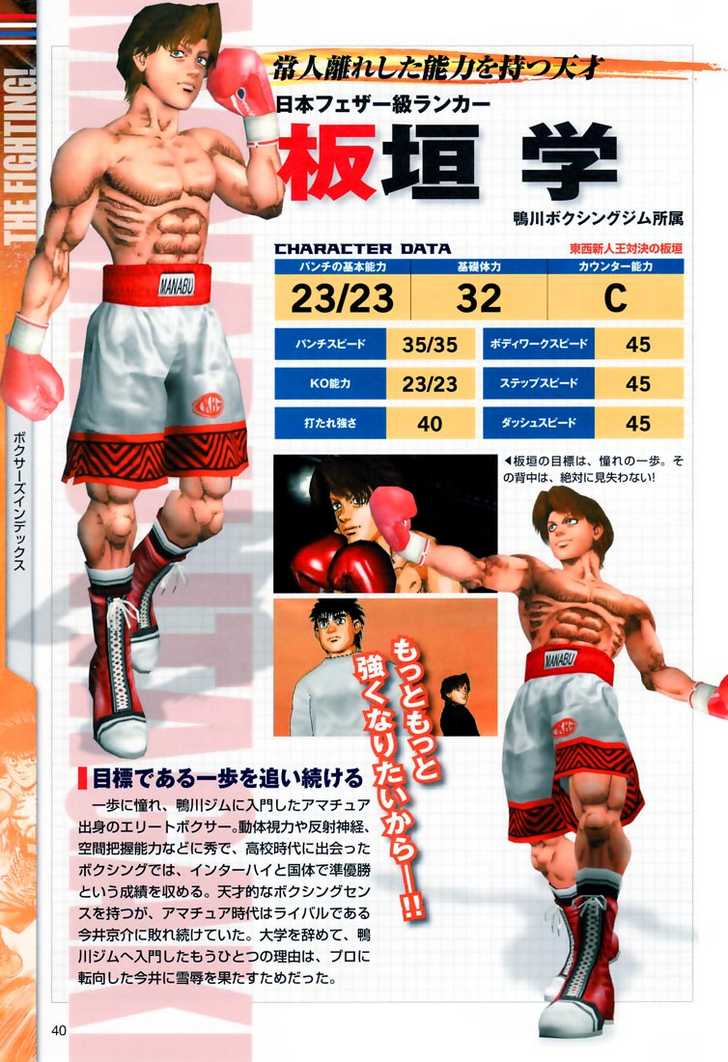 THE FIGHTING!
常人離れした能力を持つ天才
日本フェザー級ランカー
板垣 学
鴨川ボクシングジム所属
CHARACTER DATA
東西新人王対決の板垣
パンチの基本能力 基礎体力 カウンター能力
23/23 32 C
パンチスピード 35/35 ボディワークスピード 45
KO能力 23/23 ステップスピード 45
打たれ強さ 40 ダッシュスピード 45
◀板垣の目標は、憧れの一歩。そ
の背中は、絶対に見失わない!
MANABU
MANABU
ボクサーズインデックス
もっともっと
強くなりたいから—!!
目標である一歩を追い続ける
一歩に憧れ、鴨川ジムに入門したアマチュア
出身のエリートボクサー。動体視力や反射神経、
空間把握能力などに秀で、高校時代に出会った
ボクシングでは、インターハイと国体で準優勝
という成績を収める。天才的なボクシングセン
スを持つが、アマチュア時代はライバルである
今井京介に敗れ続けていた。大学を辞めて、鴨
川ジムへ入門したもうひとつの理由は、プロに
転向した今井に雪辱を果たすためだった。
40